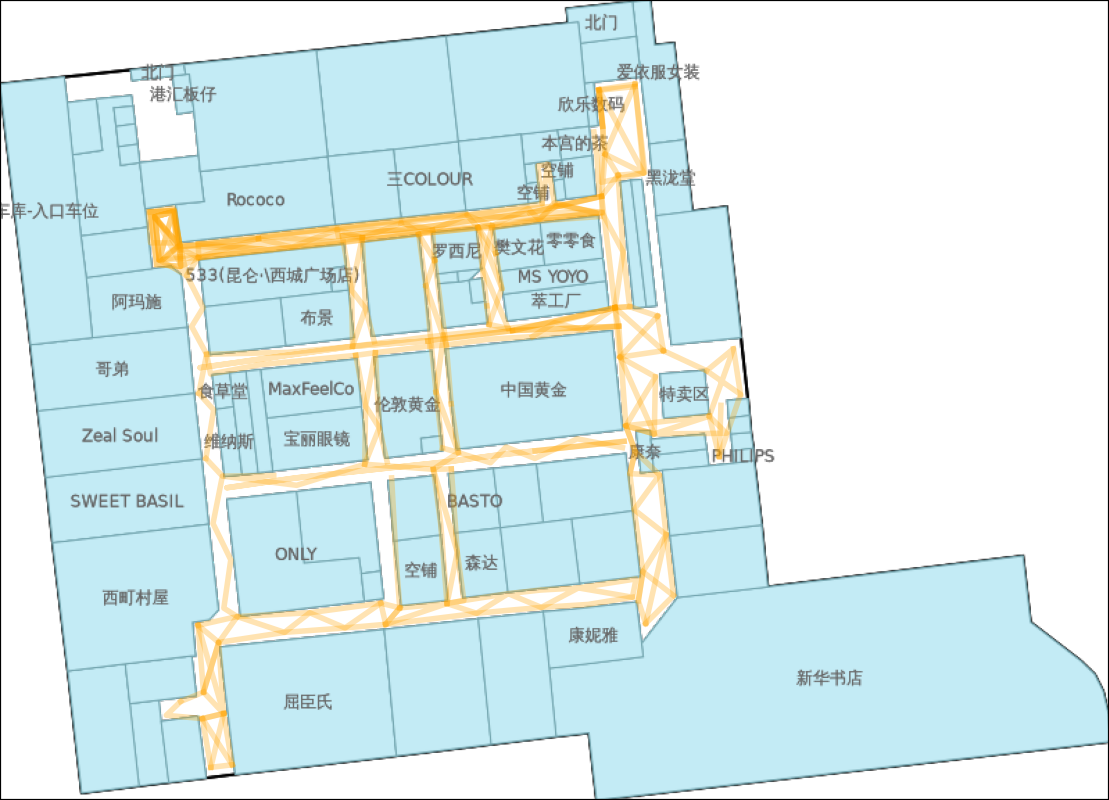 北门
爱依服女装
北门
港汇板仔
欣乐数码
本宫的茶
空铺
三COLOUR
黑泷堂
空铺
Rococo
车库-入口车位
零零食
樊文花
罗西尼
533(昆仑·\西城广场店)
MS YOYO
阿玛施
萃工厂
布景
哥弟
食草堂
MaxFeelCo
中国黄金
特卖区
伦敦黄金
Zeal Soul
维纳斯
宝丽眼镜
康奈
PHILIPS
SWEET BASIL
BASTO
ONLY
森达
空铺
西町村屋
康妮雅
新华书店
屈臣氏